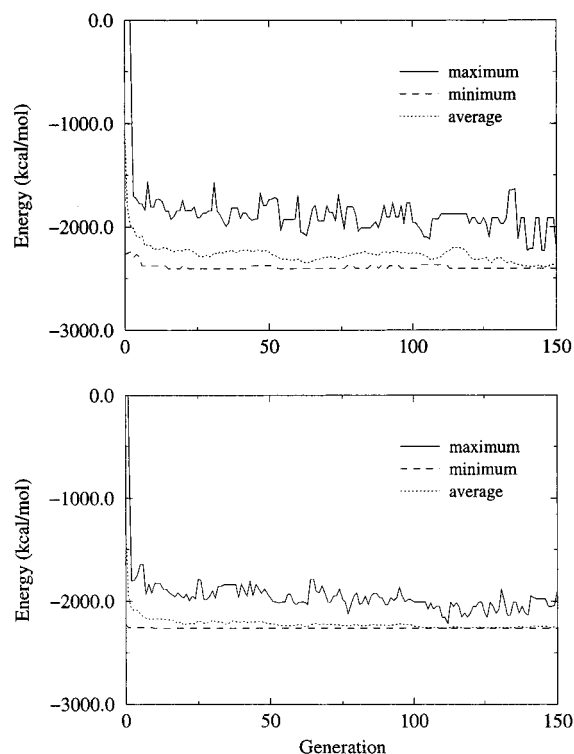 0.0
−1000.0
−2000.0
−3000.0
Energy (kcal/mol)
maximum
minimum
average
0
50
100
150
0.0
−1000.0
−2000.0
−3000.0
Energy (kcal/mol)
maximum
minimum
average
0
50
100
150
Generation